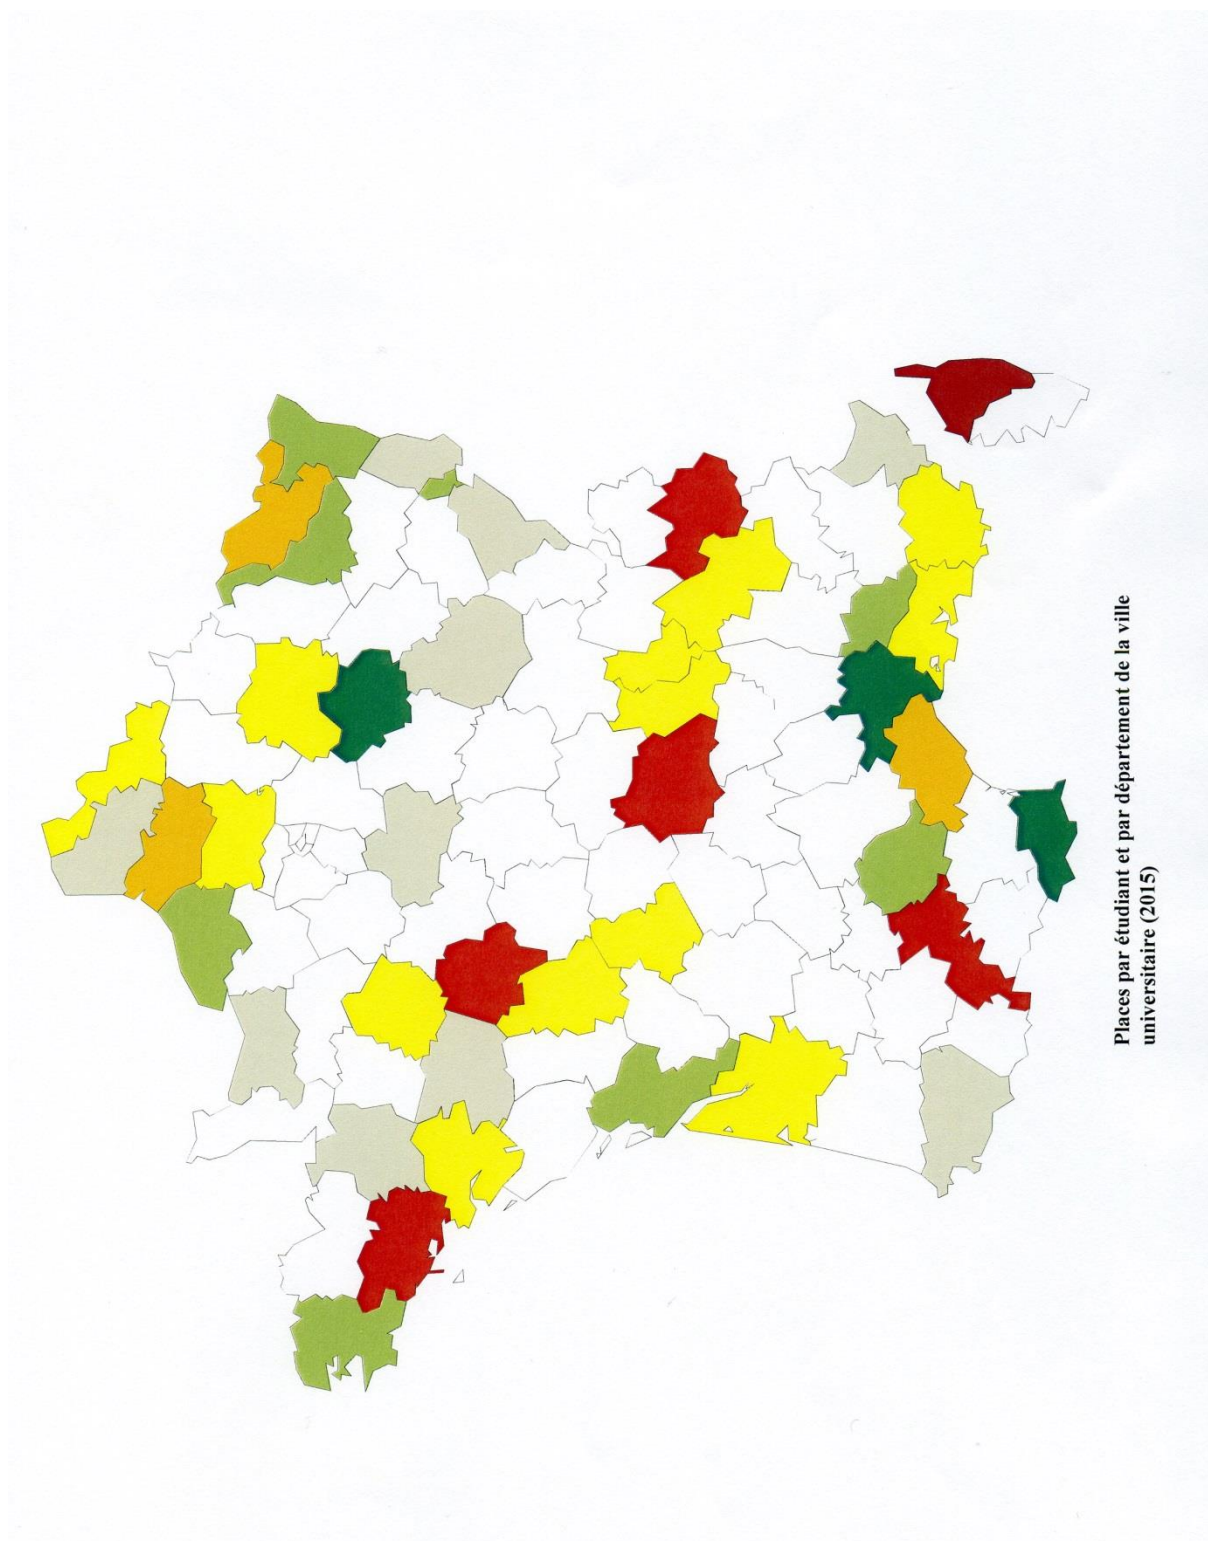 Places par étudiant et par département de la ville
universitaire (2015)